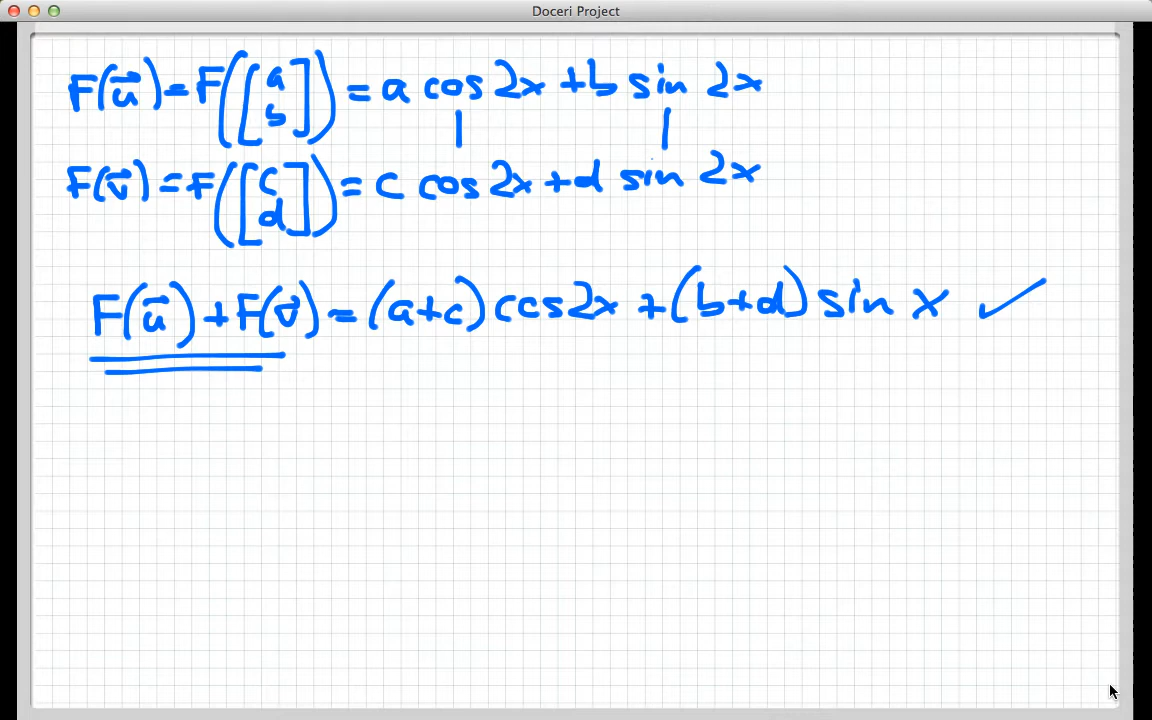 Doceri Project
F(u⃗) = F([a b]) = a cos 2x + b sin 2x
F(v⃗) = F([c d]) = c cos 2x + d sin 2x
F(u⃗) + F(v⃗) = (a+c) cos 2x + (b+d) sin x ✓